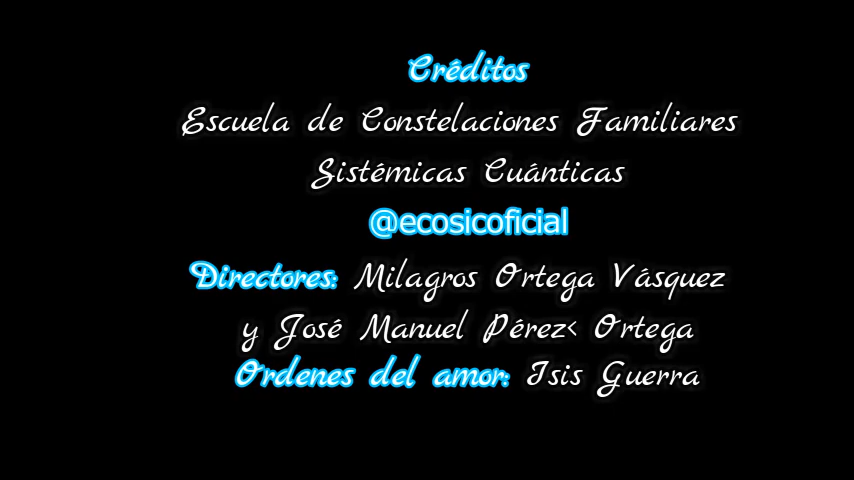 Créditos
Escuela de Constelaciones Familiares
Sistémicas Cuánticas
@ecosicoficial
Directores: Milagros Ortega Vásquez
y José Manuel Pérez< Ortega
Ordenes del amor: Isis Guerra